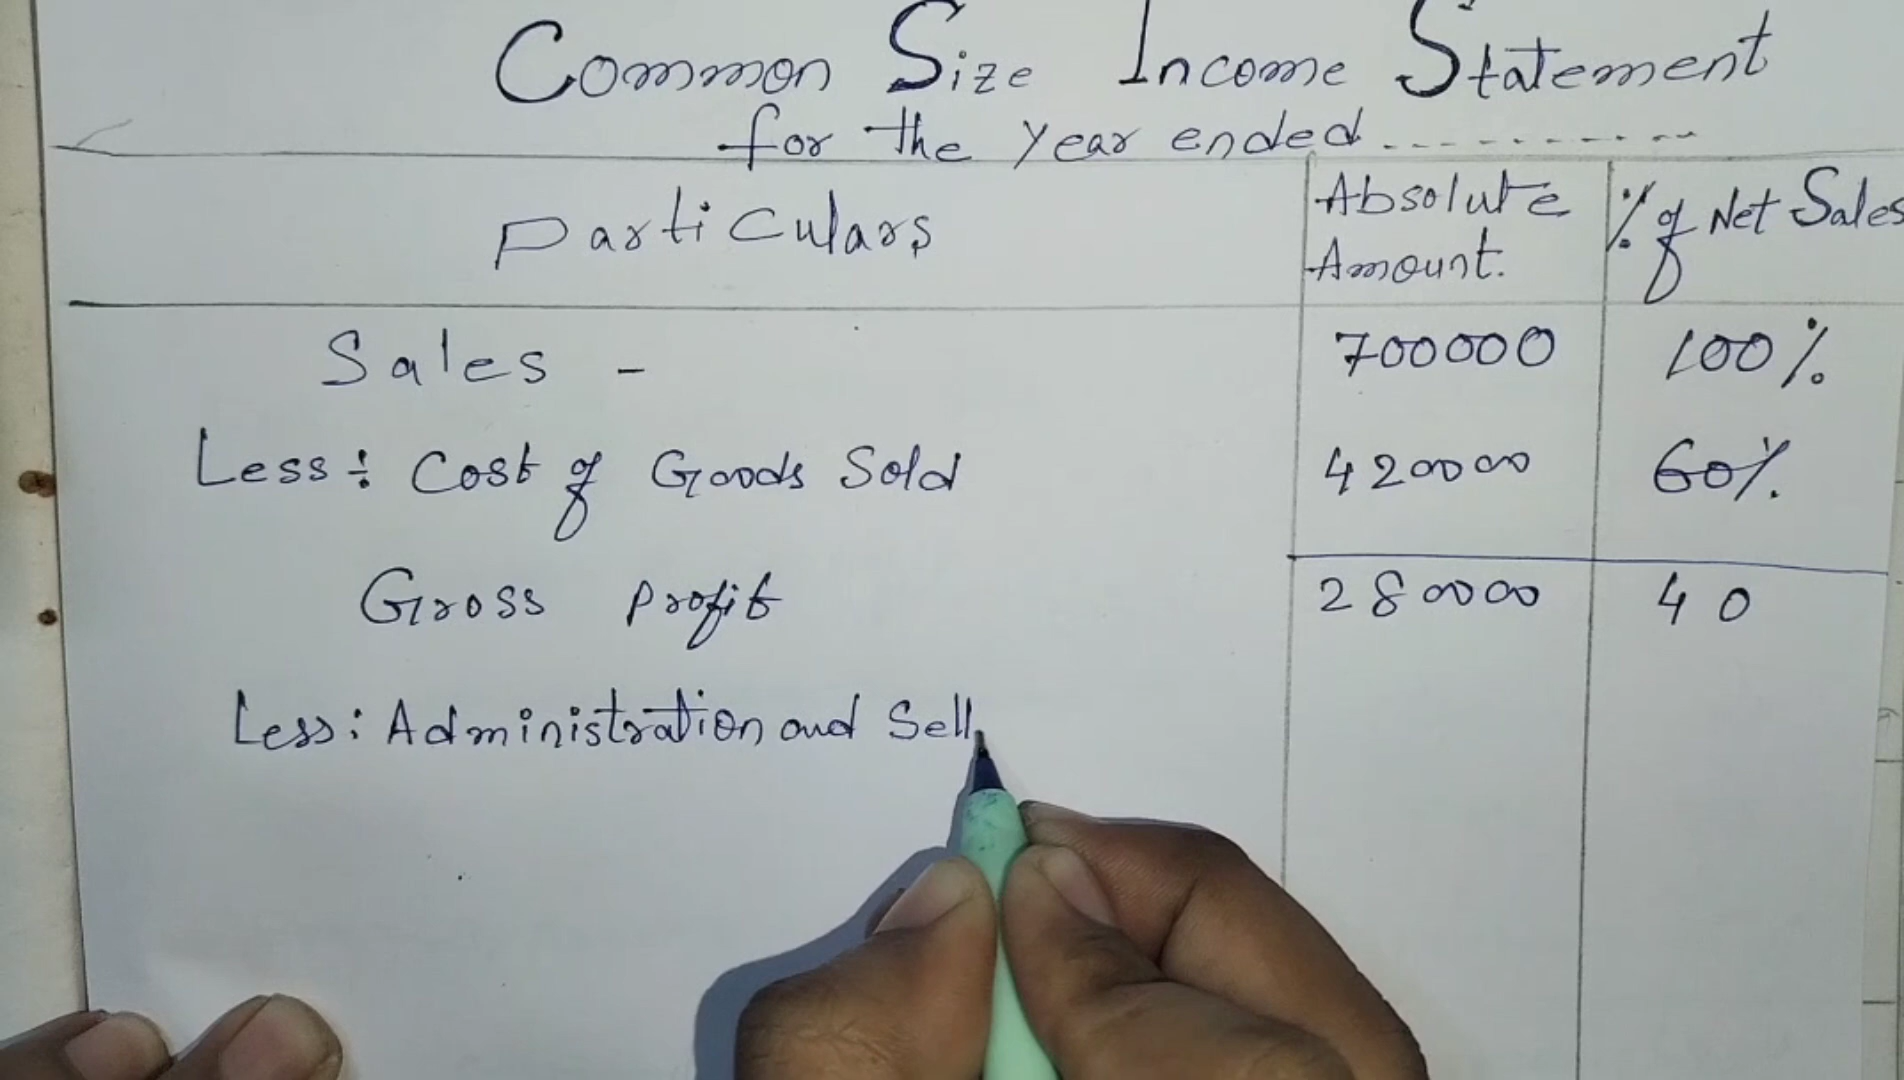 Common Size Income Statement
for the year ended..........
Particulars Absolute Amount. % of Net Sales
Sales - 700000 100%
Less: Cost of Goods Sold 420000 60%
Gross profit 280000 40
Less: Administration and Sell